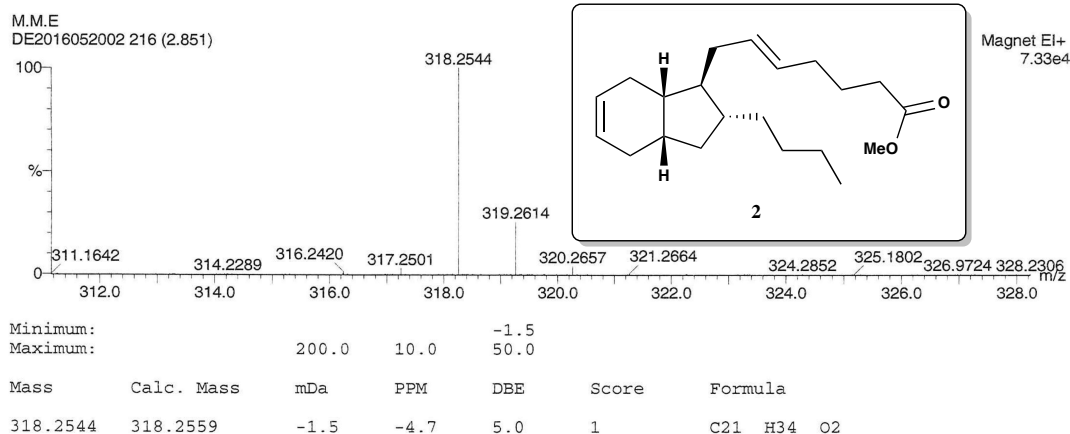 M.M.E
DE2016052002 216 (2.851)
Magnet EI+
7.33e4
100
%
0
318.2544
319.2614
311.1642
314.2289
316.2420
317.2501
320.2657
321.2664
324.2852
325.1802
326.9724
328.2306
m/z
312.0
314.0
316.0
318.0
320.0
322.0
324.0
326.0
328.0
H
H
O
MeO
2
Minimum: -1.5
Maximum: 200.0 10.0 50.0
Mass Calc. Mass mDa PPM DBE Score Formula
318.2544 318.2559 -1.5 -4.7 5.0 1 C21 H34 O2